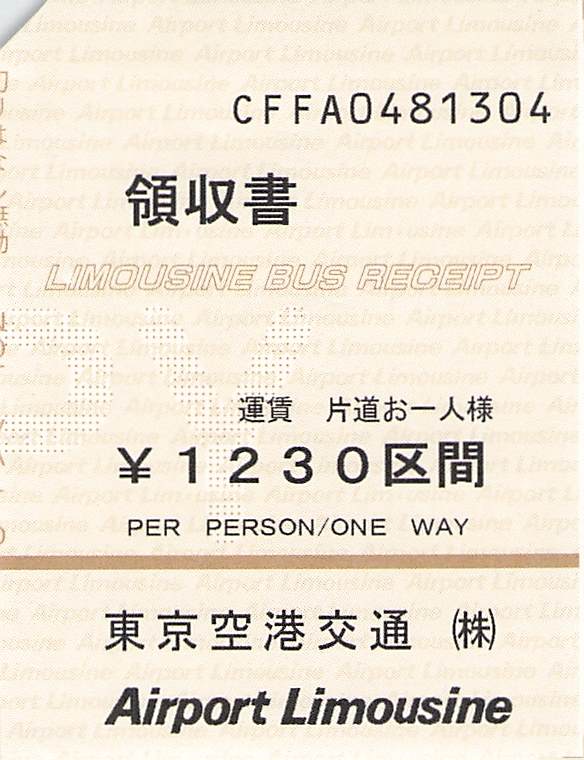 CFFA0481304
領収書
LIMOUSINE BUS RECEIPT
運賃 片道お一人様
¥1230区間
PER PERSON/ONE WAY
東京空港交通 ㈱
Airport Limousine